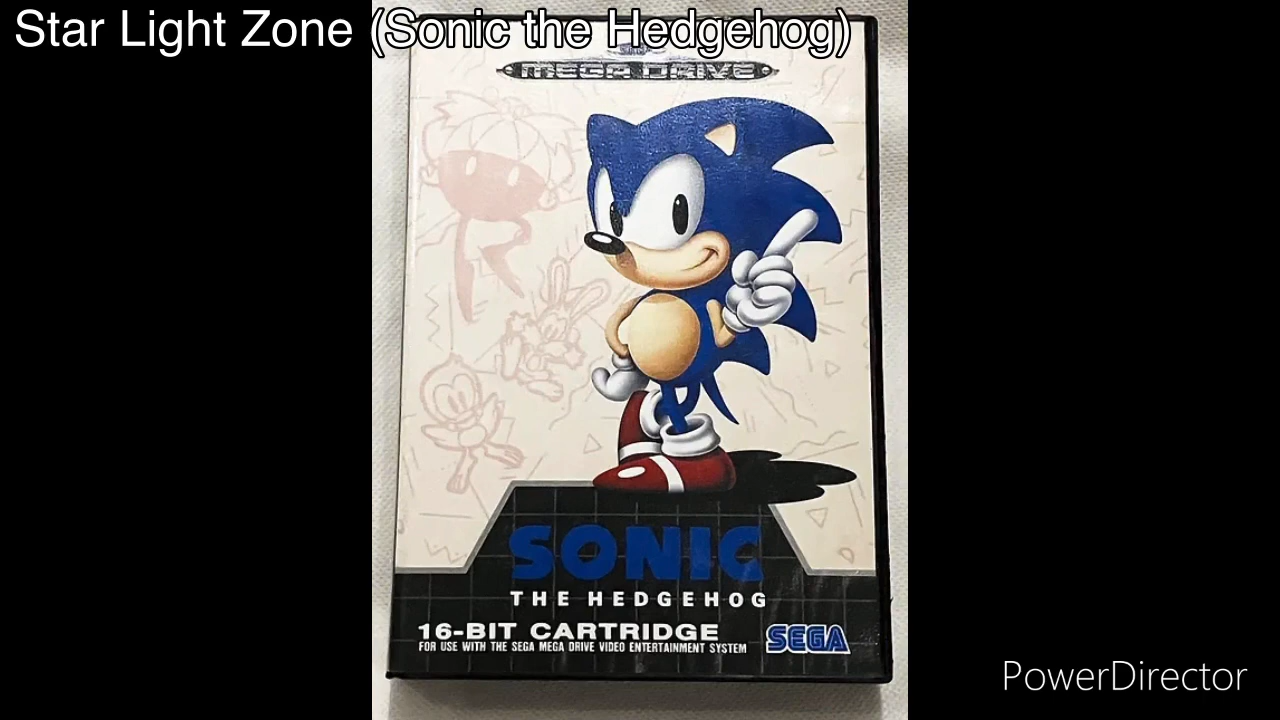 Star Light Zone (Sonic the Hedgehog)
MEGA DRIVE
SONIC
THE HEDGEHOG
16-BIT CARTRIDGE
FOR USE WITH THE SEGA MEGA DRIVE VIDEO ENTERTAINMENT SYSTEM
SEGA
PowerDirector